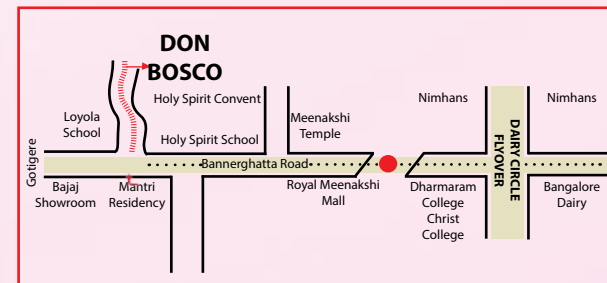 DON
BOSCO
Holy Spirit Convent
Nimhans
Nimhans
Loyola
School
Meenakshi
Temple
Holy Spirit School
DAIRY CIRCLE
FLYOVER
Gotigere
Bannerghatta Road
Bajaj
Showroom
Mantri
Residency
Royal Meenakshi
Mall
Dharmaram
College
Christ
College
Bangalore
Dairy